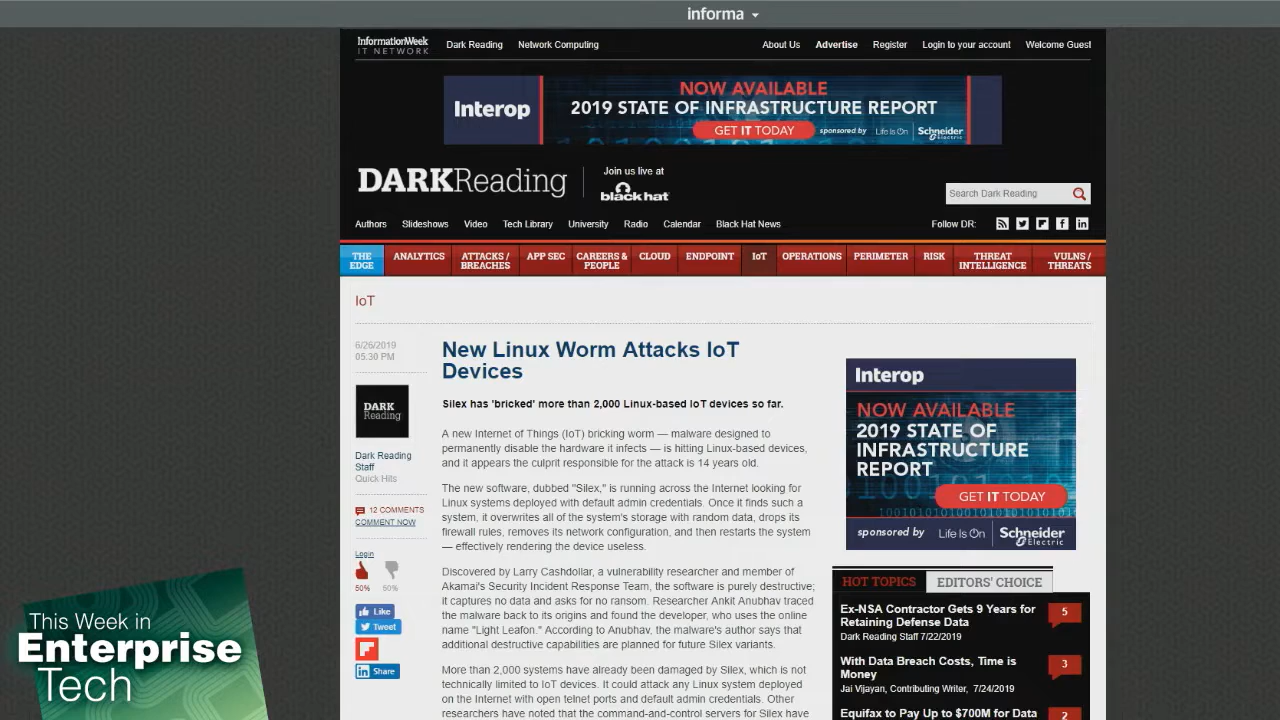 informa
InformationWeek
IT NETWORK
Dark Reading
Network Computing
About Us
Advertise
Register
Login to your account
Welcome Guest
Interop
NOW AVAILABLE
2019 STATE OF INFRASTRUCTURE REPORT
GET IT TODAY
sponsored by
Life Is On
Schneider
Electric
DARKReading
Join us live at
black hat
Search Dark Reading
Authors
Slideshows
Video
Tech Library
University
Radio
Calendar
Black Hat News
Follow DR:
THE EDGE
ANALYTICS
ATTACKS / BREACHES
APP SEC
CAREERS & PEOPLE
CLOUD
ENDPOINT
IoT
OPERATIONS
PERIMETER
RISK
THREAT INTELLIGENCE
VULNS / THREATS
IoT
6/26/2019
05:30 PM
DARK
Reading
Dark Reading
Staff
Quick Hits
12 COMMENTS
COMMENT NOW
Login
50%
50%
Like
Tweet
Share
New Linux Worm Attacks IoT
Devices
Silex has 'bricked' more than 2,000 Linux-based IoT devices so far.
A new Internet of Things (IoT) bricking worm — malware designed to
permanently disable the hardware it infects — is hitting Linux-based devices,
and it appears the culprit responsible for the attack is 14 years old.
The new software, dubbed "Silex," is running across the Internet looking for
Linux systems deployed with default admin credentials. Once it finds such a
system, it overwrites all of the system's storage with random data, drops its
firewall rules, removes its network configuration, and then restarts the system
— effectively rendering the device useless.
Discovered by Larry Cashdollar, a vulnerability researcher and member of
Akamai's Security Incident Response Team, the software is purely destructive;
it captures no data and asks for no ransom. Researcher Ankit Anubhav traced
the malware back to its origins and found the developer, who uses the online
name "Light Leafon." According to Anubhav, the malware's author says that
additional destructive capabilities are planned for future Silex variants.
More than 2,000 systems have already been damaged by Silex, which is not
technically limited to IoT devices. It could attack any Linux system deployed
on the Internet with open telnet ports and default admin credentials. Other
researchers have noted that the command-and-control servers for Silex have
Interop
NOW AVAILABLE
2019 STATE OF
INFRASTRUCTURE
REPORT
GET IT TODAY
sponsored by
Life Is On
Schneider
Electric
HOT TOPICS
EDITORS' CHOICE
Ex-NSA Contractor Gets 9 Years for
Retaining Defense Data
Dark Reading Staff 7/22/2019
5
With Data Breach Costs, Time is
Money
Jai Vijayan, Contributing Writer, 7/24/2019
3
Equifax to Pay Up to $700M for Data
2
This Week in
Enterprise
Tech